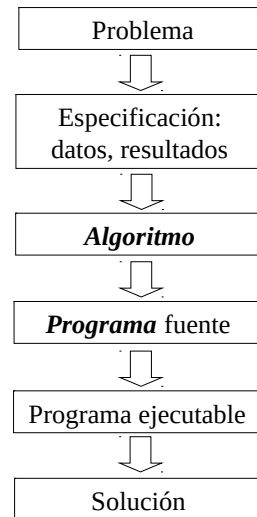 Problema
Especificación:
datos, resultados
Algoritmo
Programa fuente
Programa ejecutable
Solución